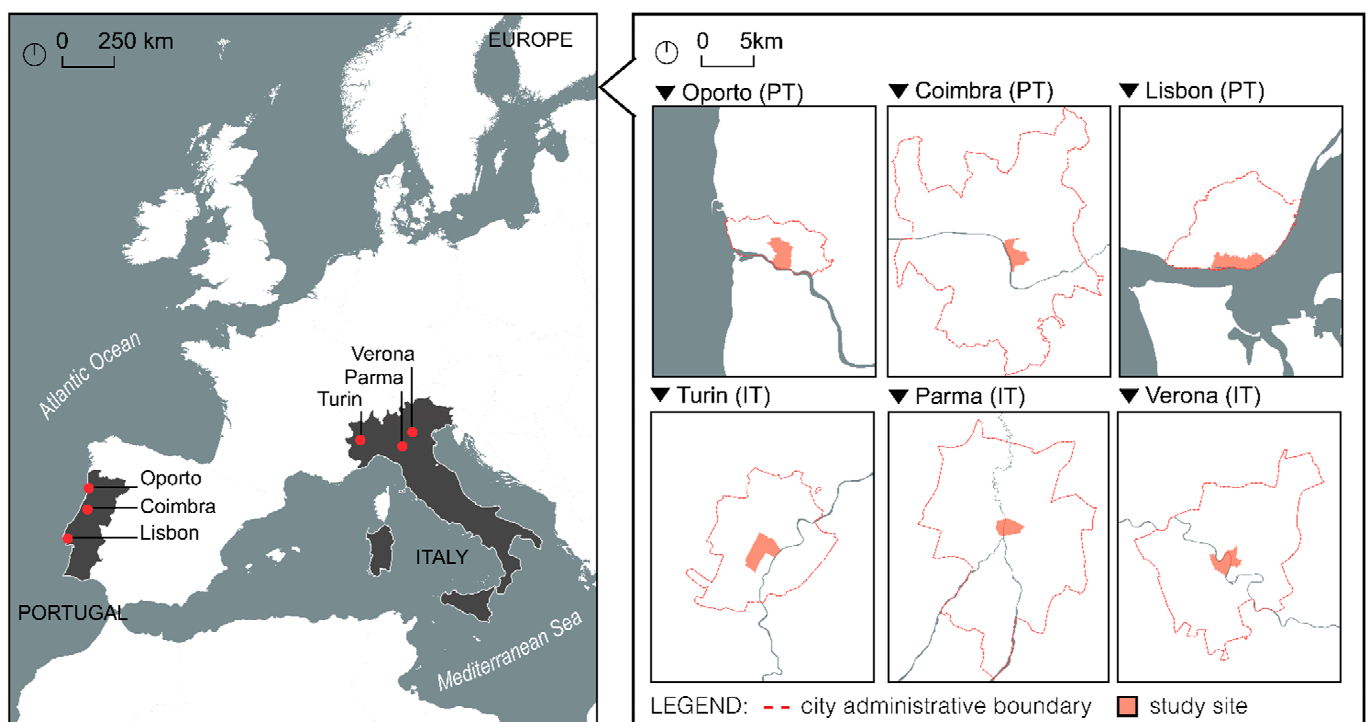 0 250 km
EUROPE
Atlantic Ocean
Verona
Parma
Turin
Oporto
Coimbra
Lisbon
ITALY
PORTUGAL
Mediterranean Sea
0 5km
Oporto (PT)
Coimbra (PT)
Lisbon (PT)
Turin (IT)
Parma (IT)
Verona (IT)
LEGEND: city administrative boundary study site